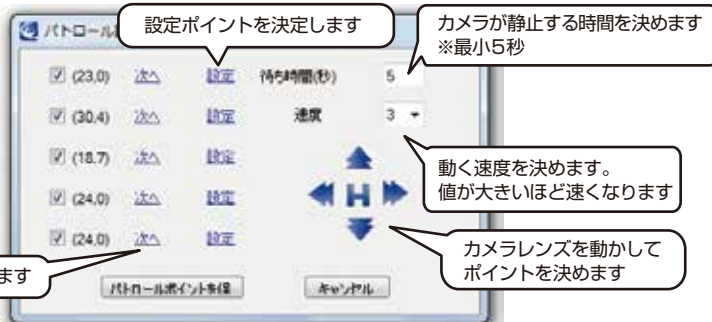 設定ポイントを決定します
カメラが静止する時間を決めます
※最小5秒
パトロール
(23,0) 次へ 設定 待ち時間(秒) 5
(30.4) 次へ 設定 速度 3
(18.7) 次へ 設定
動く速度を決めます。
値が大きいほど速くなります
(24,0) 次へ 設定
H
(24,0) 次へ 設定
カメラレンズを動かして
ポイントを決めます
ます
パトロールポイントを保 キャンセル